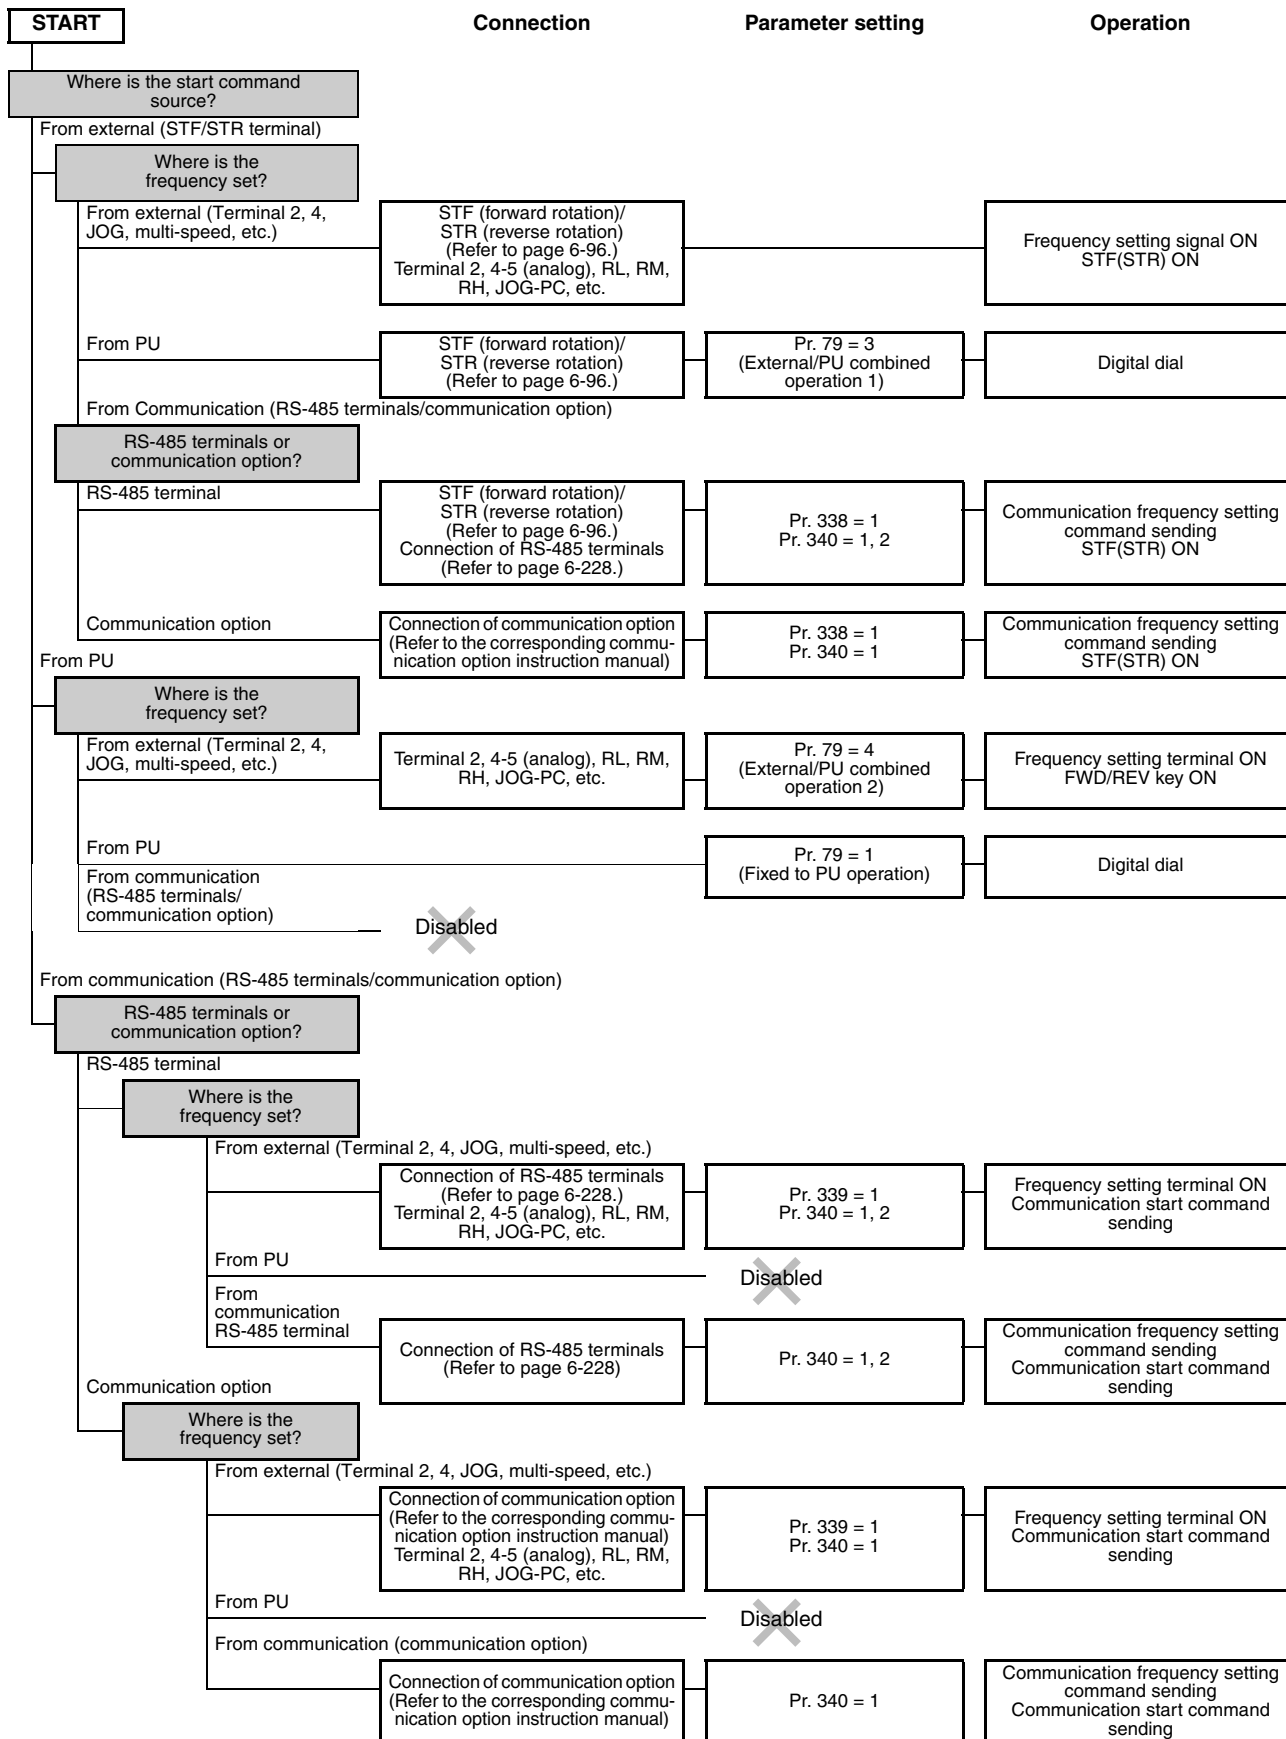 START
Connection
Parameter setting
Operation
Where is the start command
source?
From external (STF/STR terminal)
Where is the
frequency set?
From external (Terminal 2, 4,
JOG, multi-speed, etc.)
STF (forward rotation)/
STR (reverse rotation)
(Refer to page 6-96.)
Terminal 2, 4-5 (analog), RL, RM,
RH, JOG-PC, etc.
Frequency setting signal ON
STF(STR) ON
From PU
STF (forward rotation)/
STR (reverse rotation)
(Refer to page 6-96.)
Pr. 79 = 3
(External/PU combined
operation 1)
Digital dial
From Communication (RS-485 terminals/communication option)
RS-485 terminals or
communication option?
RS-485 terminal
STF (forward rotation)/
STR (reverse rotation)
(Refer to page 6-96.)
Connection of RS-485 terminals
(Refer to page 6-228.)
Pr. 338 = 1
Pr. 340 = 1, 2
Communication frequency setting
command sending
STF(STR) ON
Communication option
Connection of communication option
(Refer to the corresponding commu-
nication option instruction manual)
Pr. 338 = 1
Pr. 340 = 1
Communication frequency setting
command sending
STF(STR) ON
From PU
Where is the
frequency set?
From external (Terminal 2, 4,
JOG, multi-speed, etc.)
Terminal 2, 4-5 (analog), RL, RM,
RH, JOG-PC, etc.
Pr. 79 = 4
(External/PU combined
operation 2)
Frequency setting terminal ON
FWD/REV key ON
From PU
Pr. 79 = 1
(Fixed to PU operation)
Digital dial
From communication
(RS-485 terminals/
communication option)
Disabled
From communication (RS-485 terminals/communication option)
RS-485 terminals or
communication option?
RS-485 terminal
Where is the
frequency set?
From external (Terminal 2, 4, JOG, multi-speed, etc.)
Connection of RS-485 terminals
(Refer to page 6-228.)
Terminal 2, 4-5 (analog), RL, RM,
RH, JOG-PC, etc.
Pr. 339 = 1
Pr. 340 = 1, 2
Frequency setting terminal ON
Communication start command
sending
From PU
Disabled
From
communication
RS-485 terminal
Connection of RS-485 terminals
(Refer to page 6-228)
Pr. 340 = 1, 2
Communication frequency setting
command sending
Communication start command
sending
Communication option
Where is the
frequency set?
From external (Terminal 2, 4, JOG, multi-speed, etc.)
Connection of communication option
(Refer to the corresponding commu-
nication option instruction manual)
Terminal 2, 4-5 (analog), RL, RM,
RH, JOG-PC, etc.
Pr. 339 = 1
Pr. 340 = 1
Frequency setting terminal ON
Communication start command
sending
From PU
Disabled
From communication (communication option)
Connection of communication option
(Refer to the corresponding commu-
nication option instruction manual)
Pr. 340 = 1
Communication frequency setting
command sending
Communication start command
sending